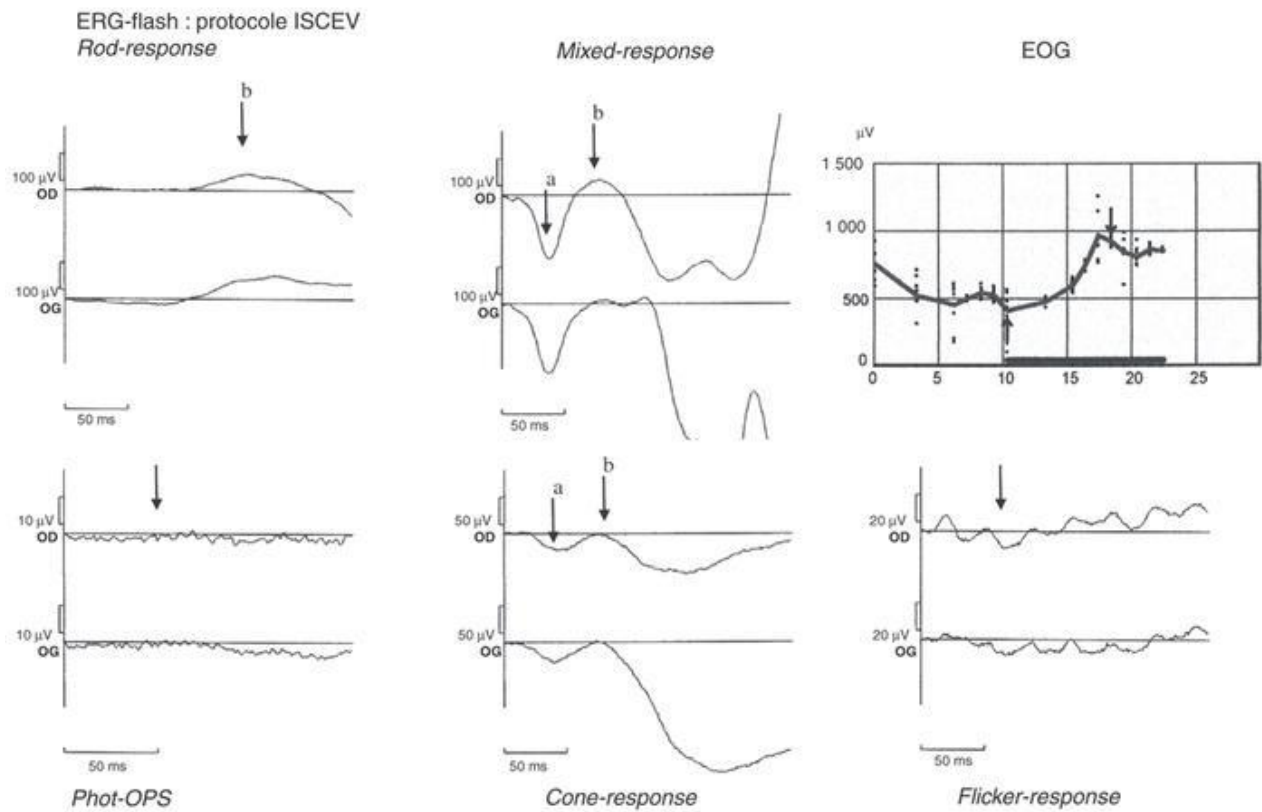 ERG-flash : protocole ISCEV
Rod-response
Mixed-response
EOG
b
100 µV
OD
100 µV
OG
50 ms
b
a
100 µV
OD
100 µV
OG
50 ms
µV
1 500
1 000
500
0
0 5 10 15 20 25
10 µV
OD
10 µV
OG
50 ms
Phot-OPS
a
b
50 µV
OD
50 µV
OG
50 ms
Cone-response
20 µV
OD
20 µV
OG
50 ms
Flicker-response